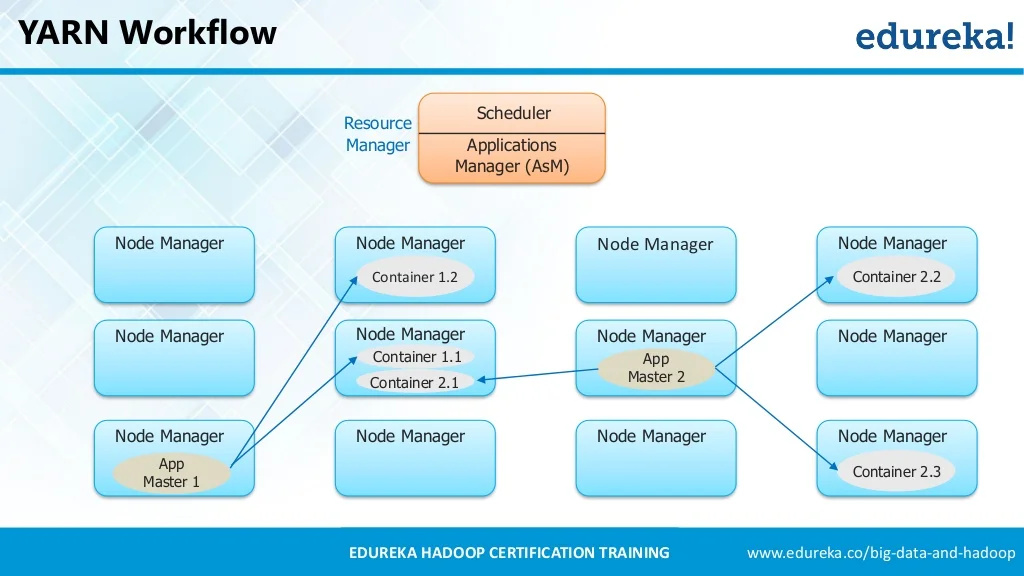 YARN Workflow
edureka!
Resource
Manager
Scheduler
Applications
Manager (AsM)
Node Manager
Node Manager
Container 1.2
Node Manager
Node Manager
Container 2.2
Node Manager
Node Manager
Container 1.1
Container 2.1
Node Manager
App
Master 2
Node Manager
Node Manager
App
Master 1
Node Manager
Node Manager
Node Manager
Container 2.3
EDUREKA HADOOP CERTIFICATION TRAINING
www.edureka.co/big-data-and-hadoop